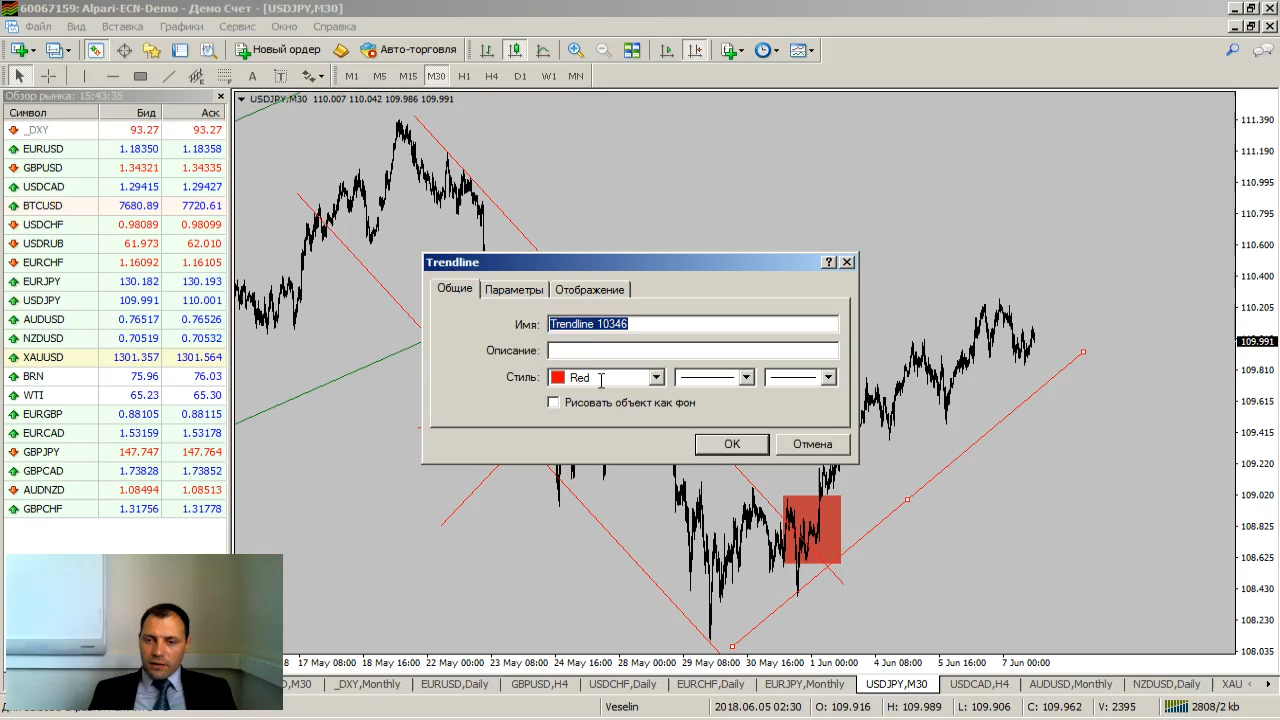 60067159: Alpari-ECN-Demo - Демо Счет - [USDJPY,M30]
Файл Вид Вставка Графики Сервис Окно Справка
Новый ордер Авто-торго
A T M1 M5 M15 M30 H1 H4 D1 W1 MN
Обзор рынка: 15:43:35
Символ Бид Аск
_DXY 93.27 93.27
EURUSD 1.18350 1.18358
GBPUSD 1.34321 1.34335
USDCAD 1.29415 1.29427
BTCUSD 7680.89 7720.61
USDCHF 0.98089 0.98099
USDRUB 61.973 62.010
EURCHF 1.16092 1.16105
EURJPY 130.182 130.193
USDJPY 109.991 110.001
AUDUSD 0.76517 0.76531
NZDUSD 0.70519 0.70532
XAUUSD 1301.357 1301.564
BRN 75.96 76.03
WTI 65.23 65.30
EURGBP 0.88105 0.88115
EURCAD 1.53159 1.53178
GBPJPY 147.747 147.764
GBPCAD 1.73828 1.73852
AUDNZD 1.08494 1.08513
GBPCHF 1.31756 1.31778
USDJPY,M30 110.007 110.042 109.986 109.991
Trendline
Общие Параметры Отображение
Имя: Trendline 10346
Описание:
Стиль: Red
Рисовать объект как фон
OK Отмена
111.390
111.190
110.995
110.795
110.600
110.400
110.205
109.991
109.810
109.615
109.415
109.220
109.020
108.825
108.625
108.430
108.230
108.035
18 17 May 08:00 18 May 16:00 22 May 00:00 23 May 08:00 24 May 16:00 28 May 00:00 29 May 08:00 30 May 16:00 1 Jun 00:00 4 Jun 08:00 5 Jun 16:00 7 Jun 00:00
D,M30 _DXY,Monthly EURUSD,Daily GBPUSD,H4 USDCHF,Daily EURCHF,Daily EURJPY,Monthly USDJPY,M30 USDCAD,H4 AUDUSD,Monthly NZDUSD,Daily XAU
Veselin 2018.06.05 02:30 O: 109.916 H: 109.989 L: 109.906 C: 109.962 V: 2395 2808/2 kb